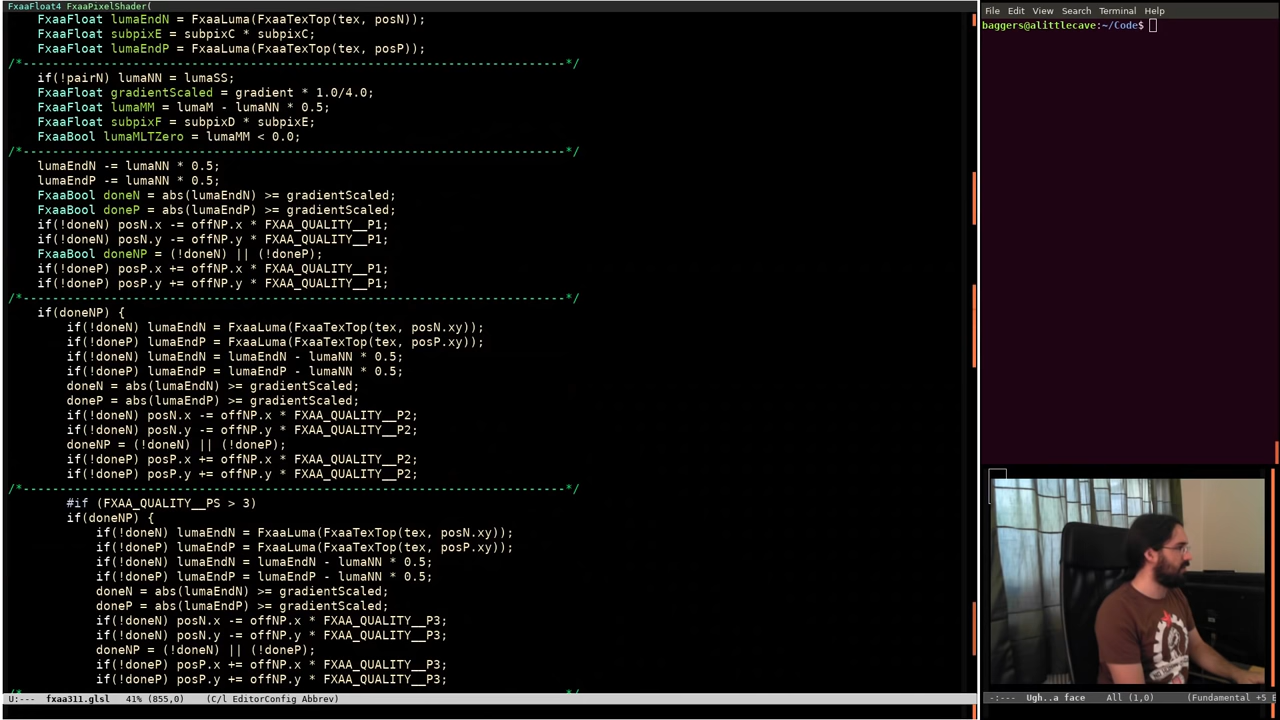 FxaaFloat4 FxaaPixelShader(
    FxaaFloat lumaEndN = FxaaLuma(FxaaTexTop(tex, posN));
    FxaaFloat subpixE = subpixC * subpixC;
    FxaaFloat lumaEndP = FxaaLuma(FxaaTexTop(tex, posP));
/*--------------------------------------------------------------------------*/
    if(!pairN) lumaNN = lumaSS;
    FxaaFloat gradientScaled = gradient * 1.0/4.0;
    FxaaFloat lumaMM = lumaM - lumaNN * 0.5;
    FxaaFloat subpixF = subpixD * subpixE;
    FxaaBool lumaMLTZero = lumaMM < 0.0;
/*--------------------------------------------------------------------------*/
    lumaEndN -= lumaNN * 0.5;
    lumaEndP -= lumaNN * 0.5;
    FxaaBool doneN = abs(lumaEndN) >= gradientScaled;
    FxaaBool doneP = abs(lumaEndP) >= gradientScaled;
    if(!doneN) posN.x -= offNP.x * FXAA_QUALITY__P1;
    if(!doneN) posN.y -= offNP.y * FXAA_QUALITY__P1;
    FxaaBool doneNP = (!doneN) || (!doneP);
    if(!doneP) posP.x += offNP.x * FXAA_QUALITY__P1;
    if(!doneP) posP.y += offNP.y * FXAA_QUALITY__P1;
/*--------------------------------------------------------------------------*/
    if(doneNP) {
        if(!doneN) lumaEndN = FxaaLuma(FxaaTexTop(tex, posN.xy));
        if(!doneP) lumaEndP = FxaaLuma(FxaaTexTop(tex, posP.xy));
        if(!doneN) lumaEndN = lumaEndN - lumaNN * 0.5;
        if(!doneP) lumaEndP = lumaEndP - lumaNN * 0.5;
        doneN = abs(lumaEndN) >= gradientScaled;
        doneP = abs(lumaEndP) >= gradientScaled;
        if(!doneN) posN.x -= offNP.x * FXAA_QUALITY__P2;
        if(!doneN) posN.y -= offNP.y * FXAA_QUALITY__P2;
        doneNP = (!doneN) || (!doneP);
        if(!doneP) posP.x += offNP.x * FXAA_QUALITY__P2;
        if(!doneP) posP.y += offNP.y * FXAA_QUALITY__P2;
/*--------------------------------------------------------------------------*/
        #if (FXAA_QUALITY__PS > 3)
        if(doneNP) {
            if(!doneN) lumaEndN = FxaaLuma(FxaaTexTop(tex, posN.xy));
            if(!doneP) lumaEndP = FxaaLuma(FxaaTexTop(tex, posP.xy));
            if(!doneN) lumaEndN = lumaEndN - lumaNN * 0.5;
            if(!doneP) lumaEndP = lumaEndP - lumaNN * 0.5;
            doneN = abs(lumaEndN) >= gradientScaled;
            doneP = abs(lumaEndP) >= gradientScaled;
            if(!doneN) posN.x -= offNP.x * FXAA_QUALITY__P3;
            if(!doneN) posN.y -= offNP.y * FXAA_QUALITY__P3;
            doneNP = (!doneN) || (!doneP);
            if(!doneP) posP.x += offNP.x * FXAA_QUALITY__P3;
            if(!doneP) posP.y += offNP.y * FXAA_QUALITY__P3;
U:--- fxaa311.glsl 41% (855,0) (C/l EditorConfig Abbrev)
File Edit View Search Terminal Help
baggers@alittlecave:~/Code$
-:--- Ugh..a face All (1,0) (Fundamental +5 E